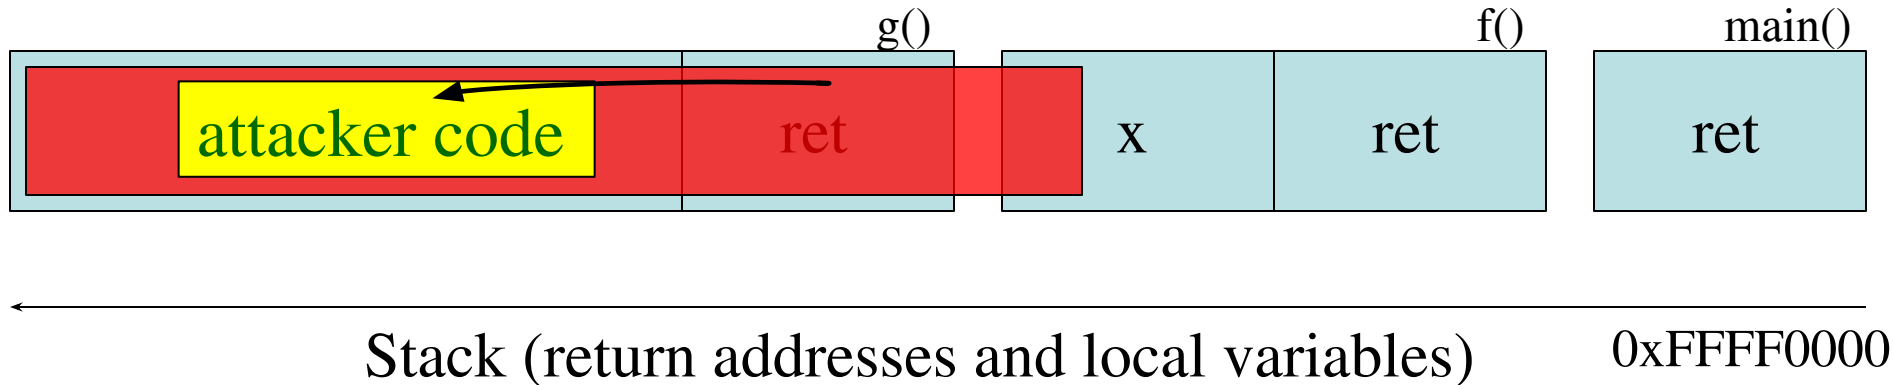 g() f() main()
attacker code ret x ret ret
Stack (return addresses and local variables) 0xFFFF0000